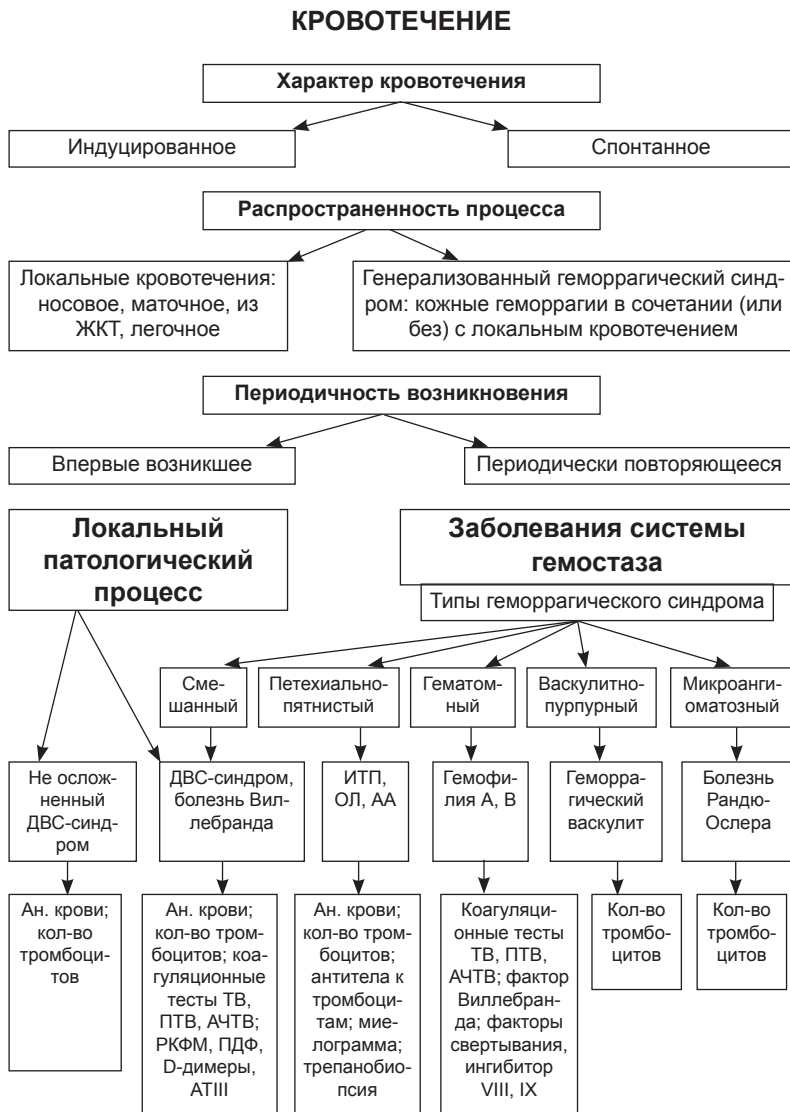 КРОВОТЕЧЕНИЕ
Характер кровотечения
Индуцированное
Спонтанное
Распространенность процесса
Локальные кровотечения:
носовое, маточное, из
ЖКТ, легочное
Генерализованный геморрагический синд-
ром: кожные геморрагии в сочетании (или
без) с локальным кровотечением
Периодичность возникновения
Впервые возникшее
Периодически повторяющееся
Локальный
патологический
процесс
Заболевания системы
гемостаза
Типы геморрагического синдрома
Сме-
шанный
Петехиально-
пятнистый
Гематом-
ный
Васкулитно-
пурпурный
Микроанги-
оматозный
Не ослож-
ненный
ДВС-синд-
ром
ДВС-синдром,
болезнь Вил-
лебранда
ИТП,
ОЛ, АА
Гемофи-
лия А, В
Геморра-
гический
васкулит
Болезнь
Рандю-
Ослера
Ан. крови;
кол-во
тромбоци-
тов
Ан. крови;
кол-во тром-
боцитов; коа-
гуляционные
тесты ТВ,
ПТВ, АЧТВ;
РКФМ, ПДФ,
D-димеры,
АТIII
Ан. крови;
кол-во тром-
боцитов;
антитела к
тромбоци-
там; мие-
лограмма;
трепанобио-
псия
Коагуляци-
онные тесты
ТВ, ПТВ,
АЧТВ; фактор
Виллебран-
да; факторы
свертывания,
ингибитор
VIII, IX
Кол-во
тромбо-
цитов
Кол-во
тромбо-
цитов